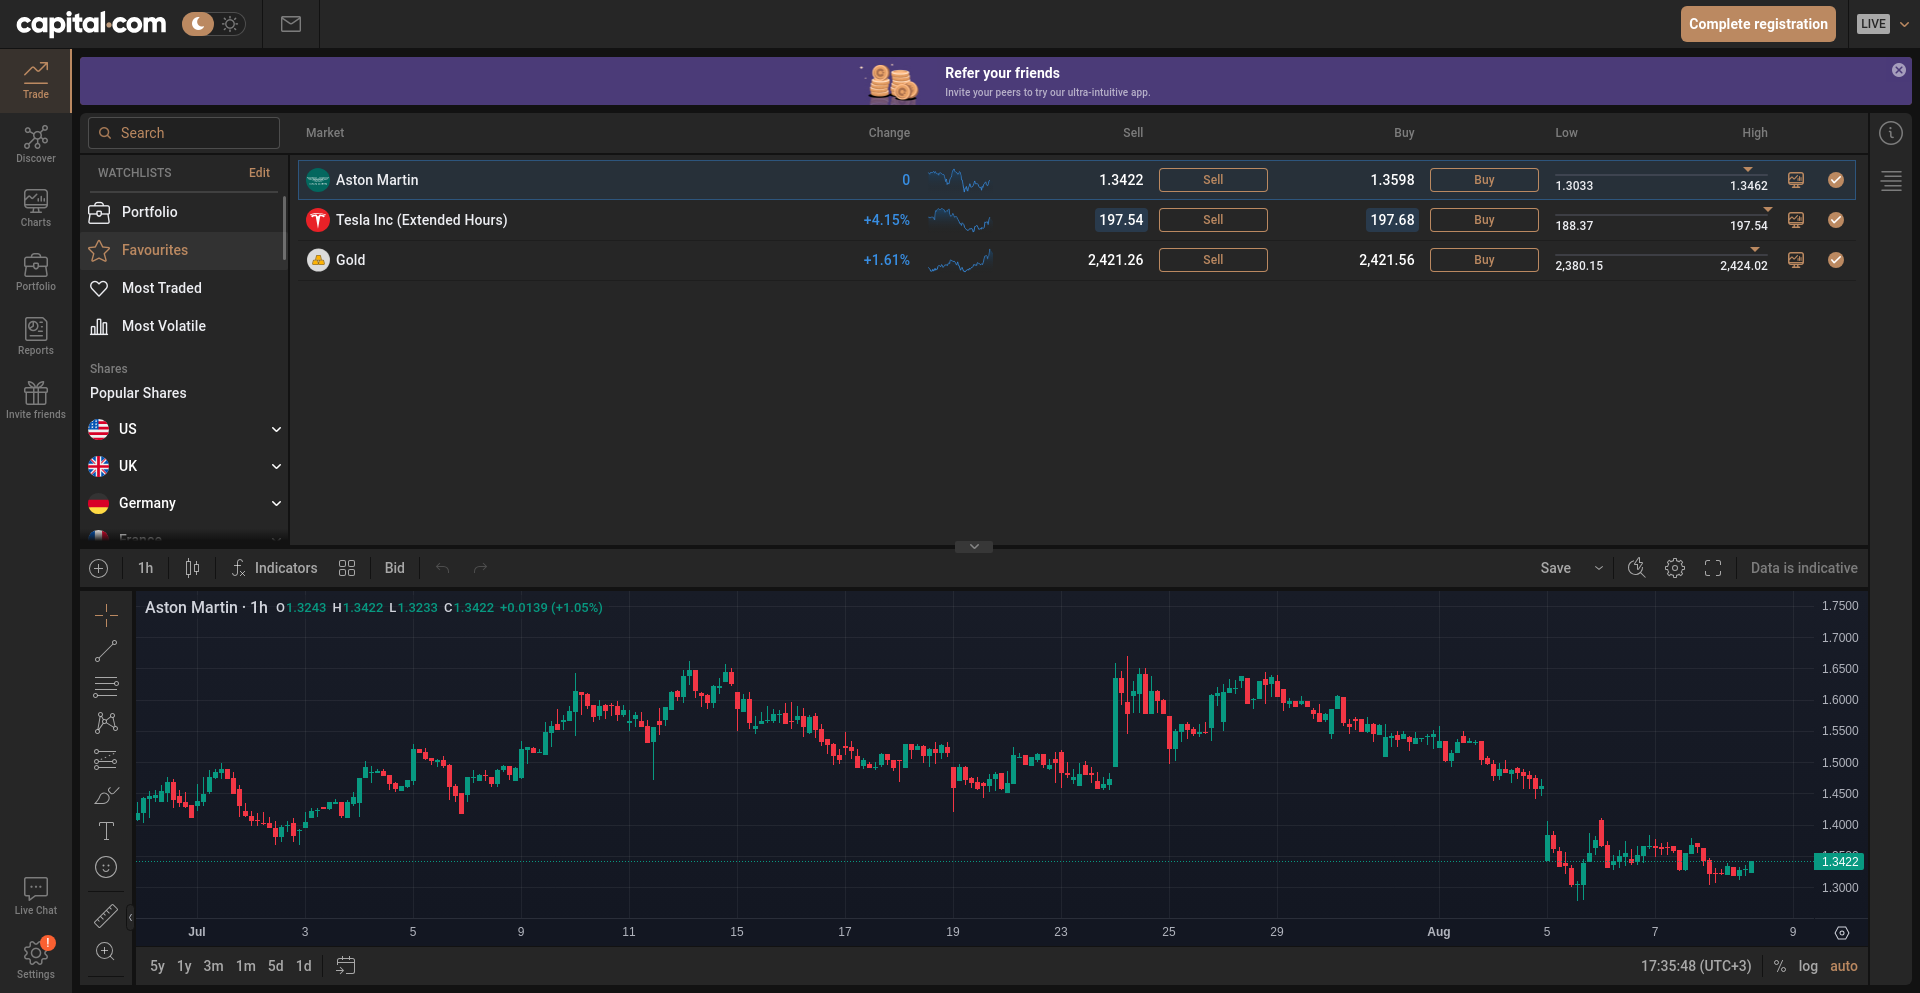 capital.com
Complete registration
LIVE
Trade
Discover
Charts
Portfolio
Reports
Invite friends
Live Chat
!
Settings
Refer your friends
Invite your peers to try our ultra-intuitive app.
Search
Market Change Sell Buy Low High
WATCHLISTS Edit
Portfolio
Favourites
Most Traded
Most Volatile
Shares
Popular Shares
US
UK
Germany
France
Aston Martin 0 1.3422 Sell 1.3598 Buy 1.3033 1.3462
Tesla Inc (Extended Hours) +4.15% 197.54 Sell 197.68 Buy 188.37 197.54
Gold +1.61% 2,421.26 Sell 2,421.56 Buy 2,380.15 2,424.02
1h Indicators Bid Save Data is indicative
Aston Martin · 1h O1.3243 H1.3422 L1.3233 C1.3422 +0.0139 (+1.05%)
1.7500
1.7000
1.6500
1.6000
1.5500
1.5000
1.4500
1.4000
1.3422
1.3000
Jul 3 5 9 11 15 17 19 23 25 29 Aug 5 7 9
5y 1y 3m 1m 5d 1d 17:35:48 (UTC+3) % log auto